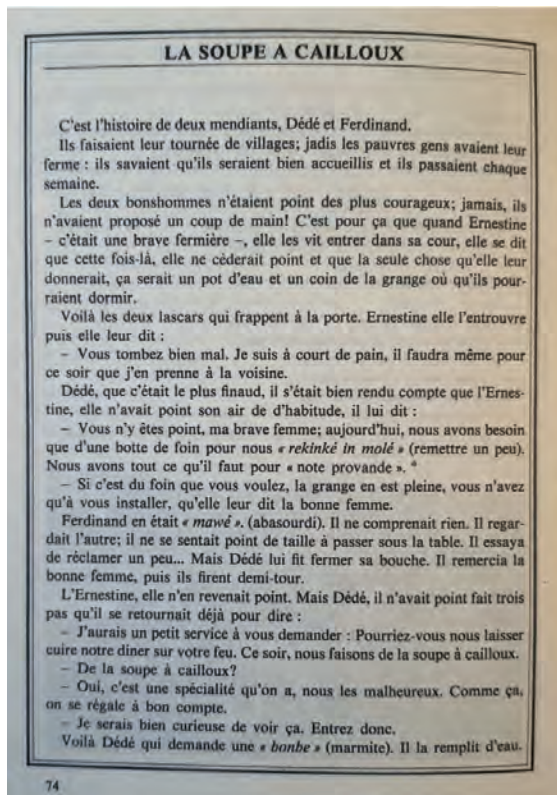 LA SOUPE A CAILLOUX
C'est l'histoire de deux mendiants, Dédé et Ferdinand.
Ils faisaient leur tournée de villages; jadis les pauvres gens avaient leur
ferme : ils savaient qu'ils seraient bien accueillis et ils passaient chaque
semaine.
Les deux bonshommes n'étaient point des plus courageux; jamais, ils
n'avaient proposé un coup de main! C'est pour ça que quand Ernestine
– c'était une brave fermière –, elle les vit entrer dans sa cour, elle se dit
que cette fois-là, elle ne cèderait point et que la seule chose qu'elle leur
donnerait, ça serait un pot d'eau et un coin de la grange où qu'ils pour-
raient dormir.
Voilà les deux lascars qui frappent à la porte. Ernestine elle l'entrouvre
puis elle leur dit :
– Vous tombez bien mal. Je suis à court de pain, il faudra même pour
ce soir que j'en prenne à la voisine.
Dédé, que c'était le plus finaud, il s'était bien rendu compte que l'Ernes-
tine, elle n'avait point son air de d'habitude, il lui dit :
– Vous n'y êtes point, ma brave femme; aujourd'hui, nous avons besoin
que d'une botte de foin pour nous « rekinké in molé » (remettre un peu).
Nous avons tout ce qu'il faut pour « note provande ». *
– Si c'est du foin que vous voulez, la grange en est pleine, vous n'avez
qu'à vous installer, qu'elle leur dit la bonne femme.
Ferdinand en était « mawé ». (abasourdi). Il ne comprenait rien. Il regar-
dait l'autre; il ne se sentait point de taille à passer sous la table. Il essaya
de réclamer un peu... Mais Dédé lui fit fermer sa bouche. Il remercia la
bonne femme, puis ils firent demi-tour.
L'Ernestine, elle n'en revenait point. Mais Dédé, il n'avait point fait trois
pas qu'il se retournait déjà pour dire :
– J'aurais un petit service à vous demander : Pourriez-vous nous laisser
cuire notre dîner sur votre feu. Ce soir, nous faisons de la soupe à cailloux.
– De la soupe à cailloux?
– Oui, c'est une spécialité qu'on a, nous les malheureux. Comme ça,
on se régale à bon compte.
– Je serais bien curieuse de voir ça. Entrez donc.
Voilà Dédé qui demande une « bonbe » (marmite). Il la remplit d'eau.
74